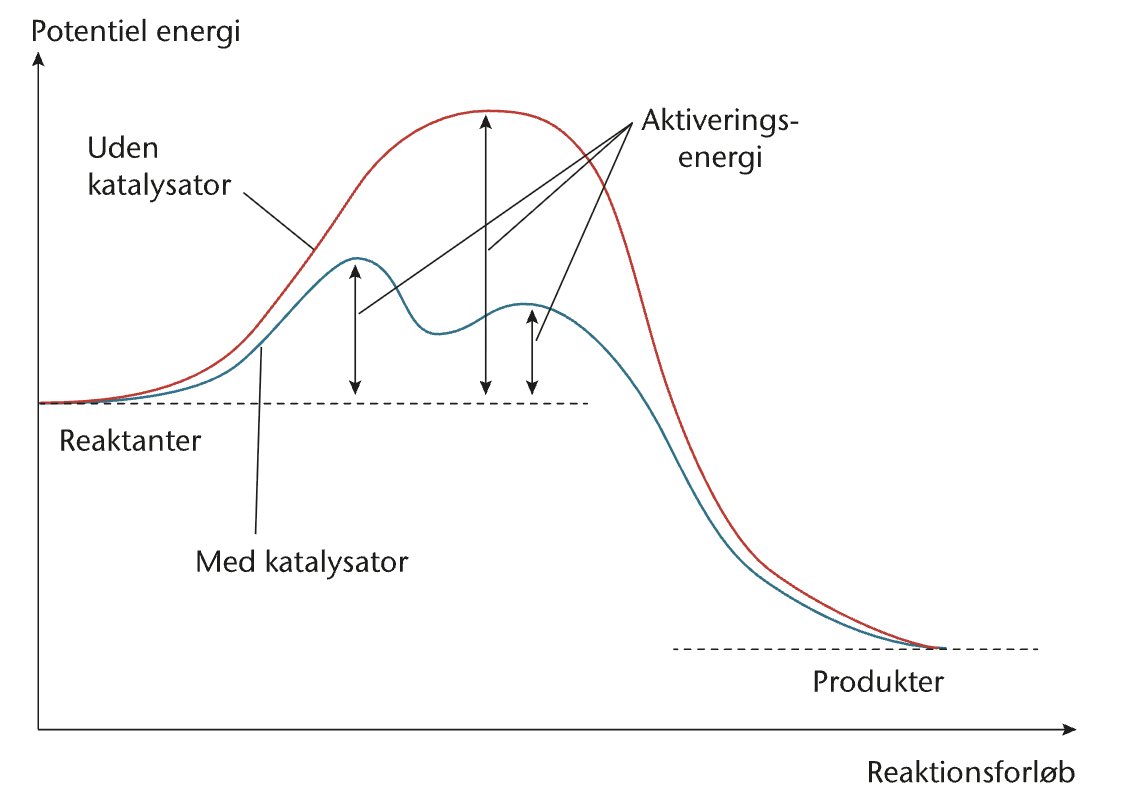 Potentiel energi
Uden
katalysator
Aktiverings-
energi
Reaktanter
Med katalysator
Produkter
Reaktionsforløb